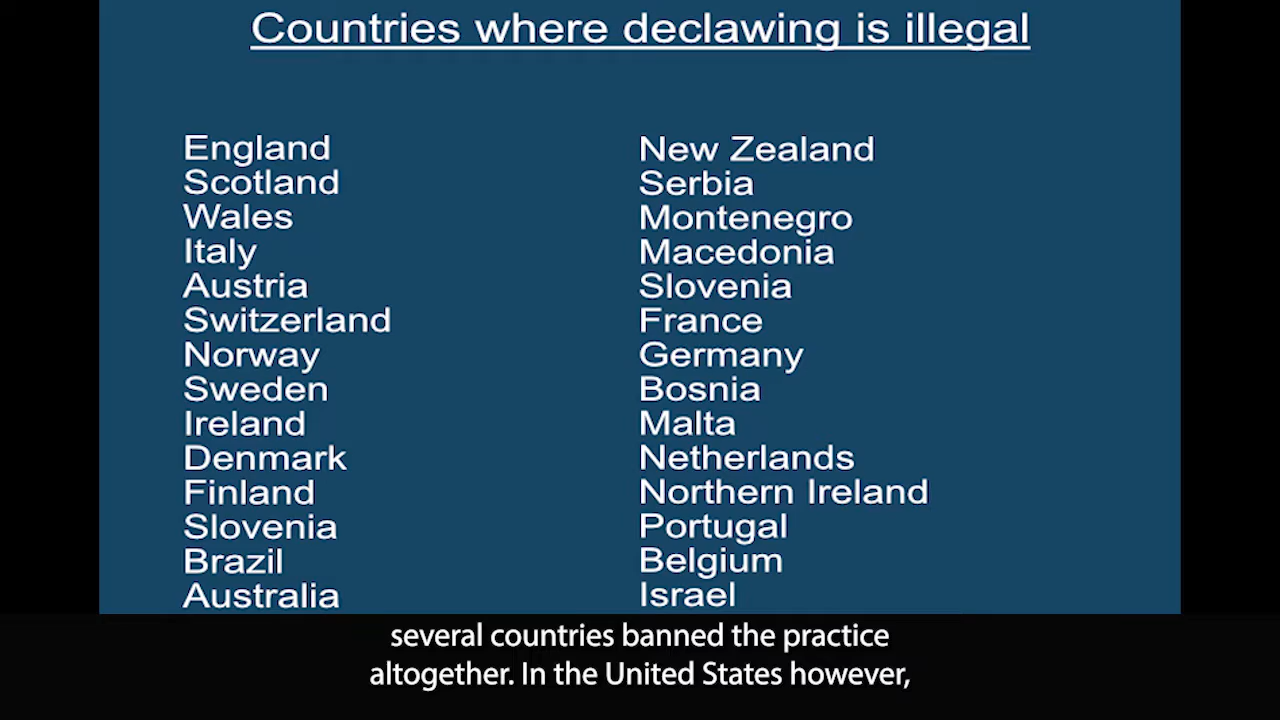 Countries where declawing is illegal
England
Scotland
Wales
Italy
Austria
Switzerland
Norway
Sweden
Ireland
Denmark
Finland
Slovenia
Brazil
Australia
New Zealand
Serbia
Montenegro
Macedonia
Slovenia
France
Germany
Bosnia
Malta
Netherlands
Northern Ireland
Portugal
Belgium
Israel
several countries banned the practice
altogether. In the United States however,